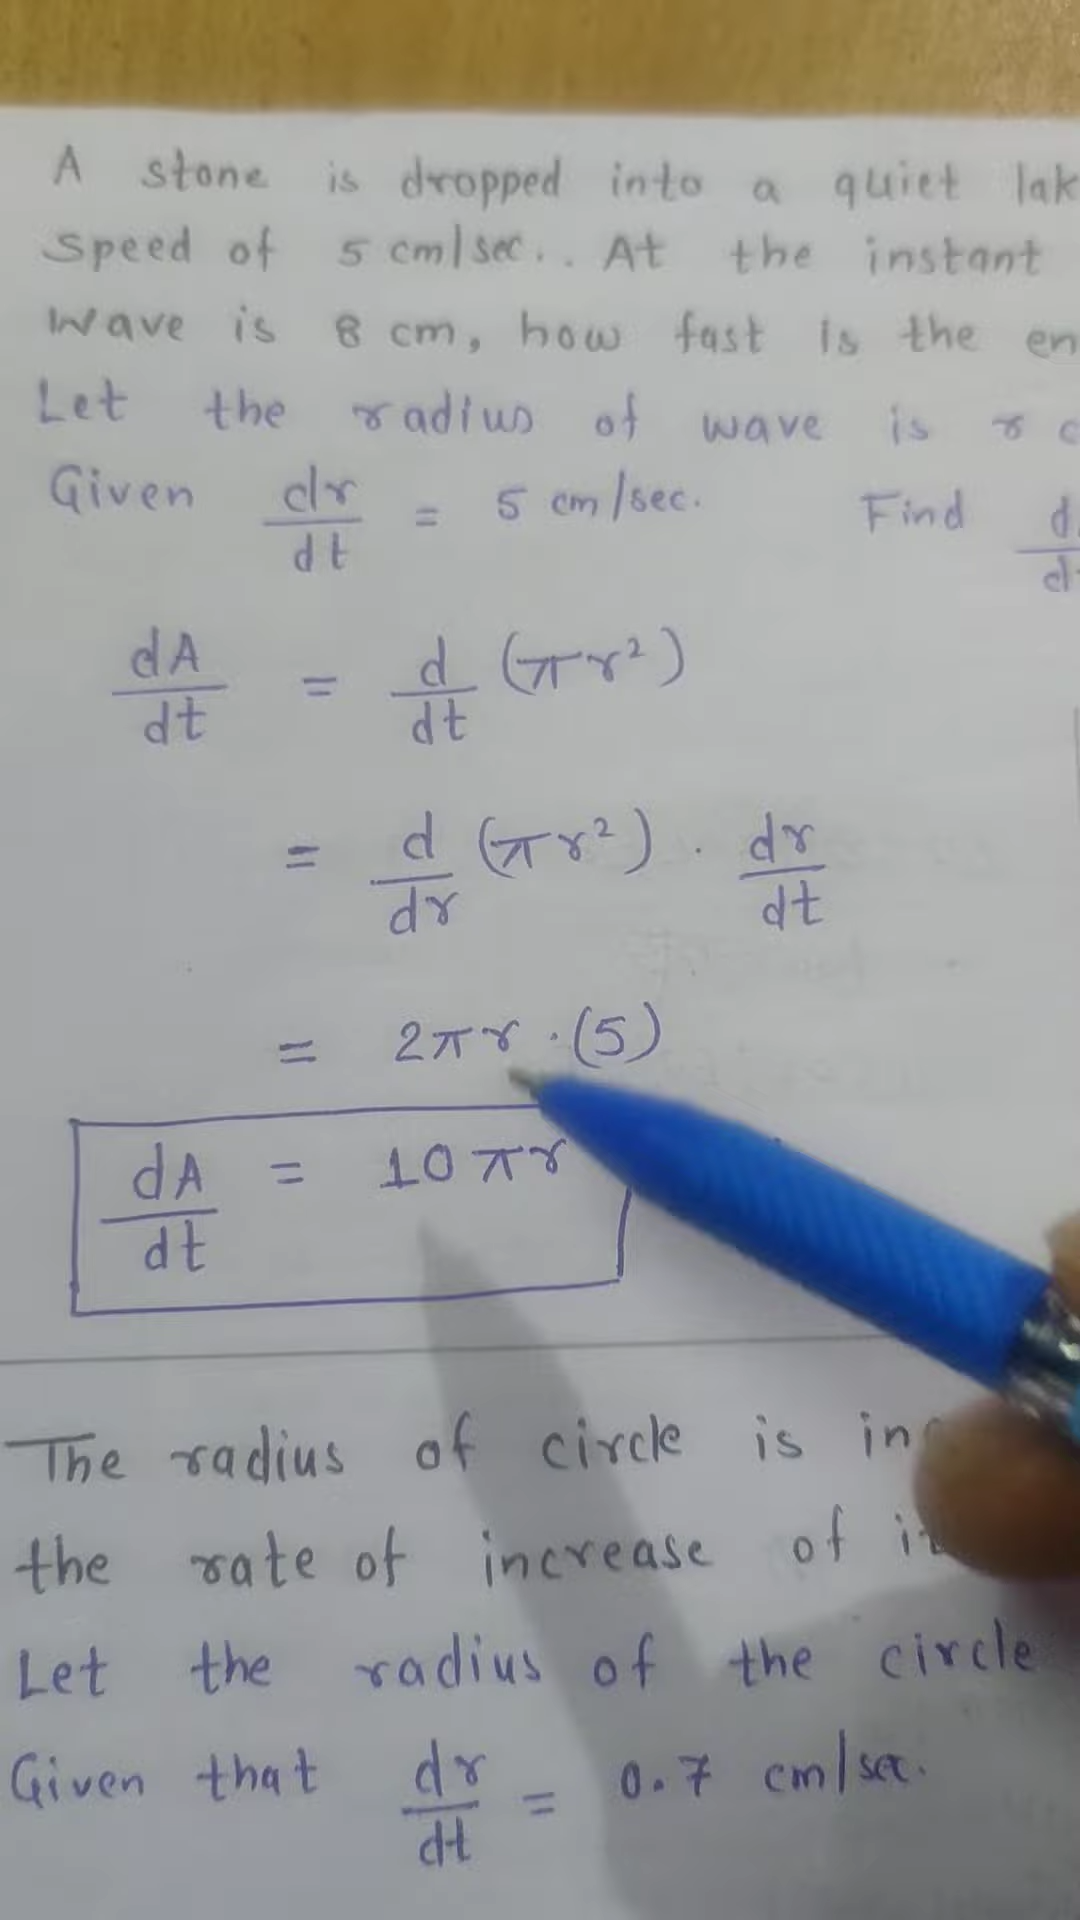 A stone is dropped into a quiet
Speed of 5 cm/sec.. At the instant
Wave is 8 cm, how fast is the
Let the radius of wave is r
Given dr/dt = 5 cm/sec. Find
dA/dt = d/dt (πr²)
= d/dr (πr²) · dr/dt
= 2πr · (5)
dA/dt = 10πr
The radius of circle is
the rate of increase of
Let the radius of the circle
Given that dr/dt = 0.7 cm/sec.